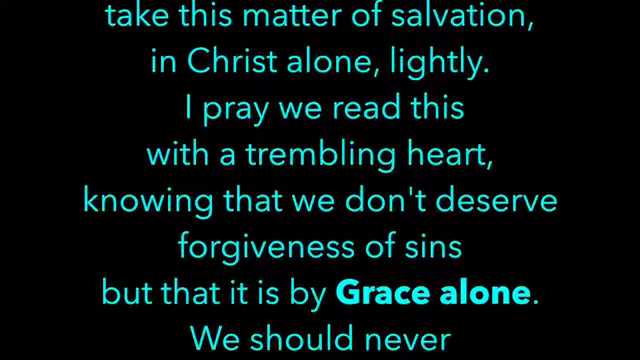 take this matter of salvation,
in Christ alone, lightly.
I pray we read this
with a trembling heart,
knowing that we don't deserve
forgiveness of sins
but that it is by Grace alone.
We should never